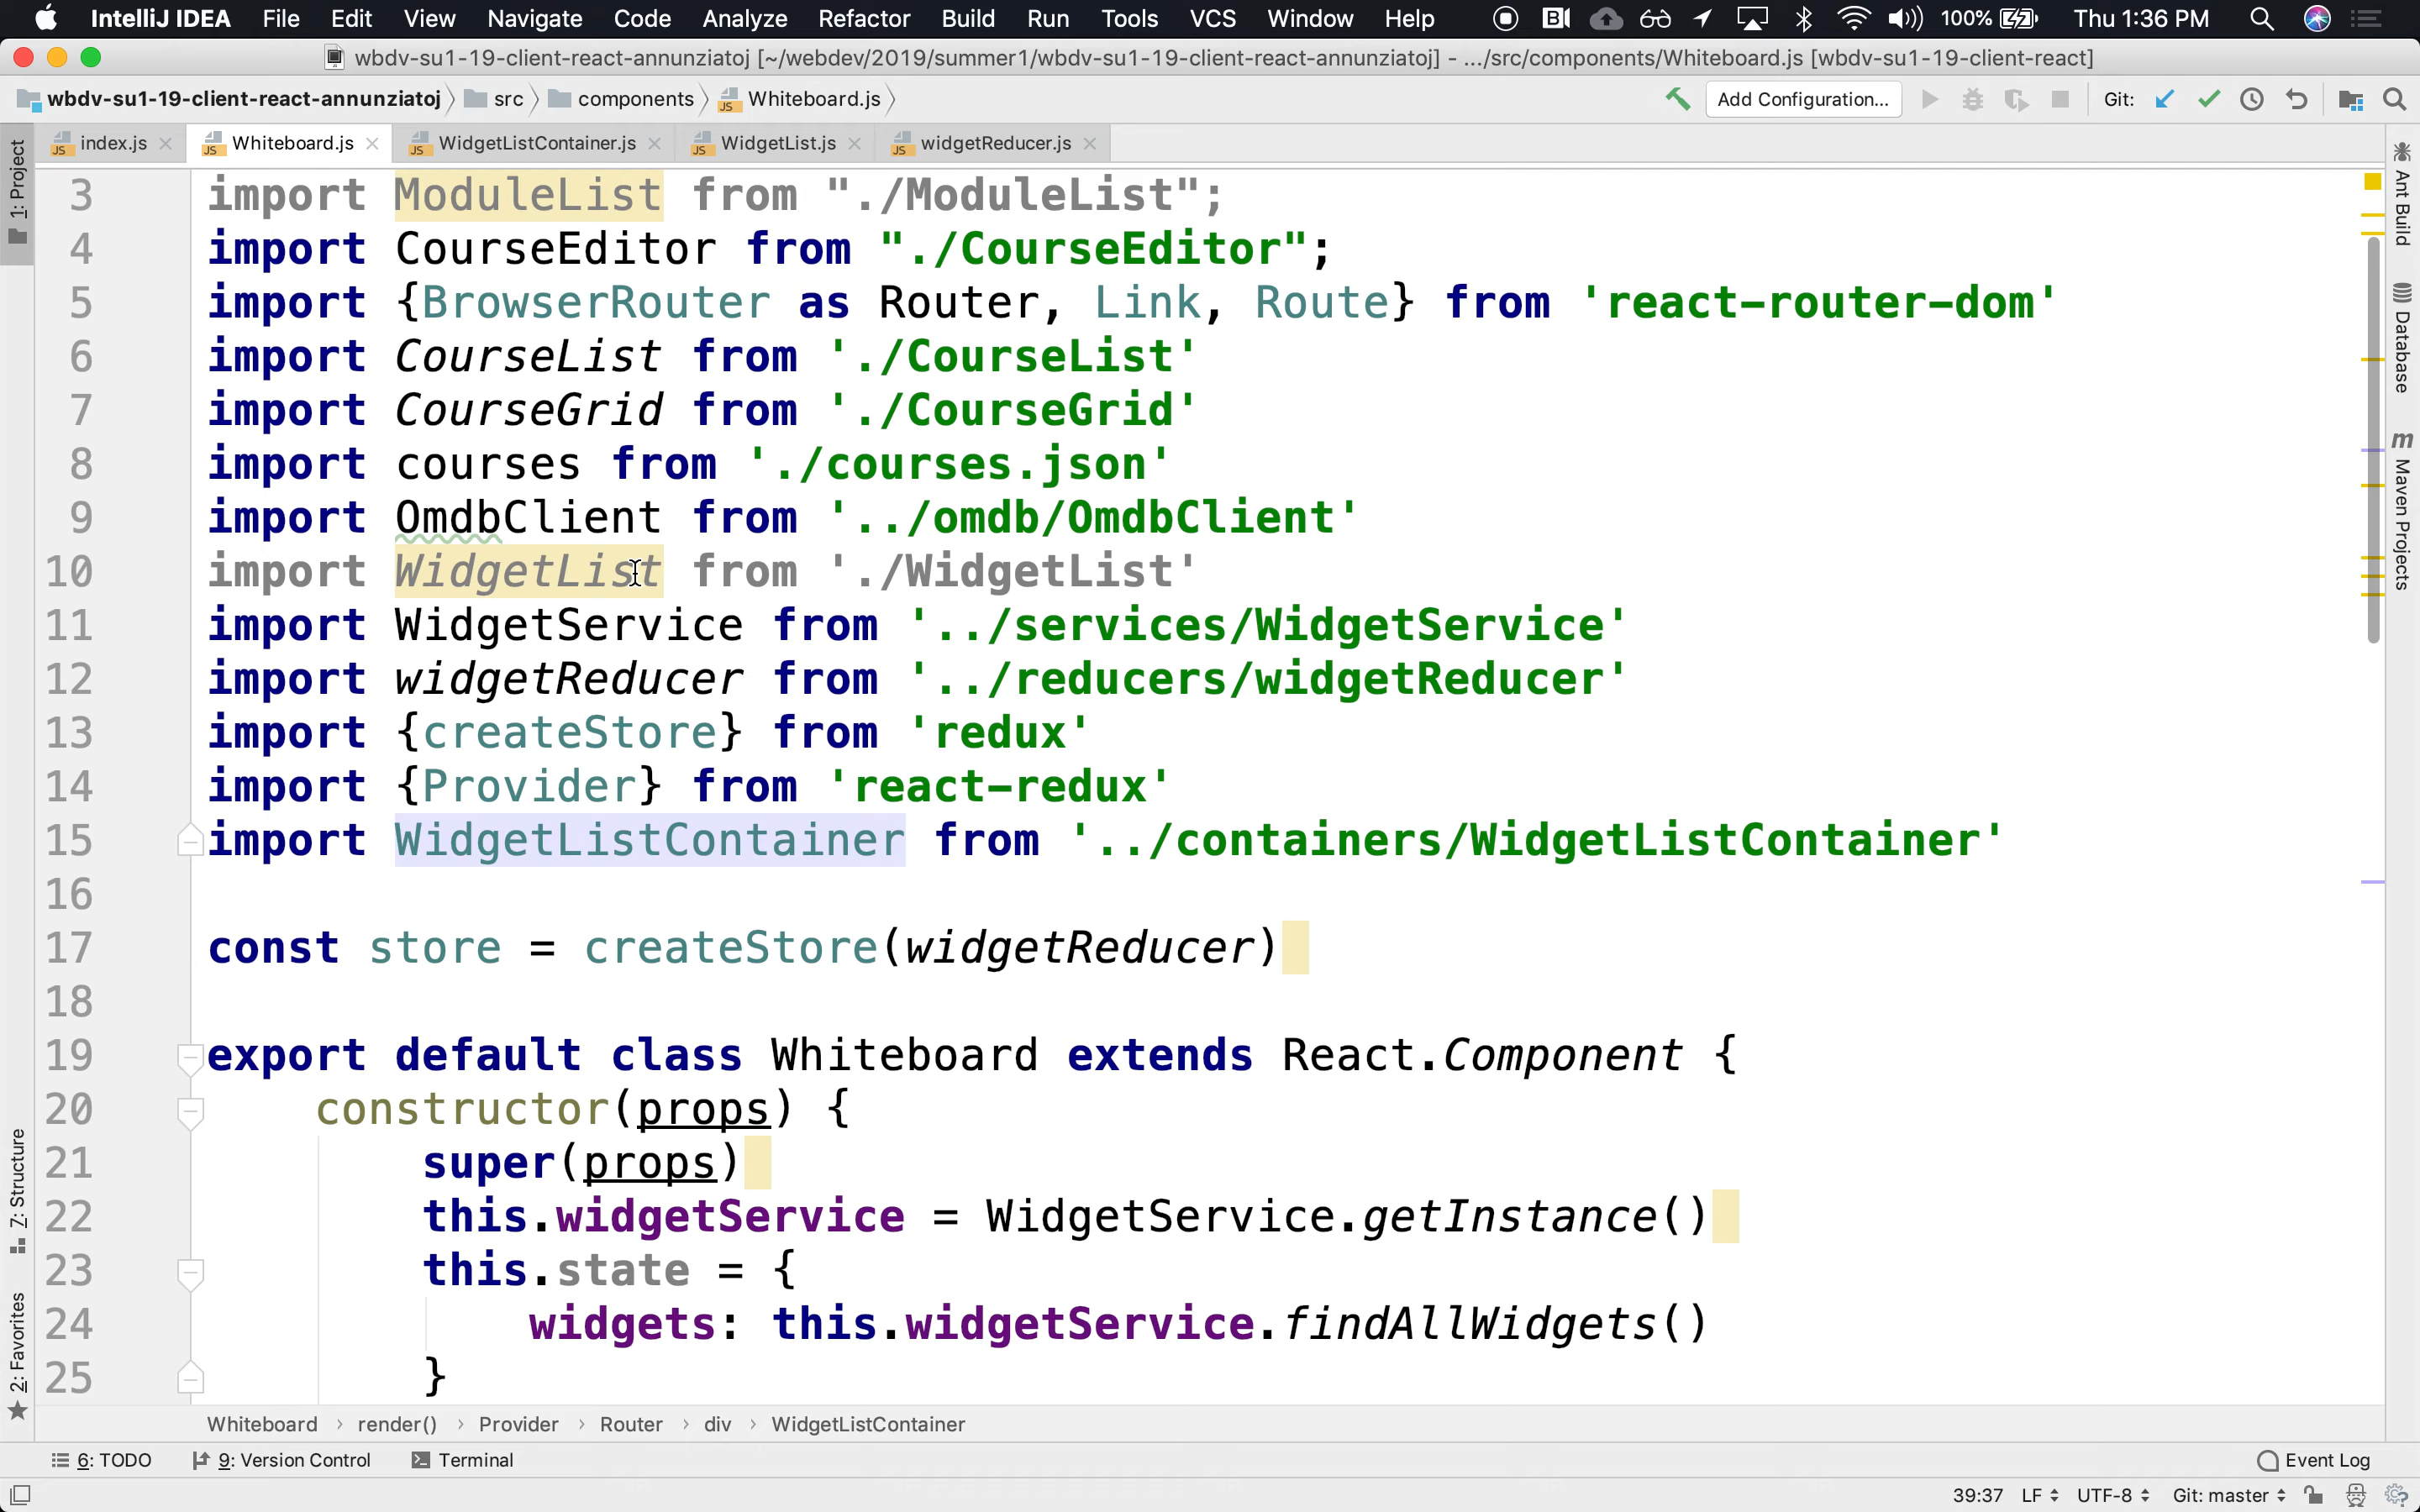 IntelliJ IDEA File Edit View Navigate Code Analyze Refactor Build Run Tools VCS Window Help 100% Thu 1:36 PM
wbdv-su1-19-client-react-annunziatoj [~/webdev/2019/summer1/wbdv-su1-19-client-react-annunziatoj] - .../src/components/Whiteboard.js [wbdv-su1-19-client-react]
wbdv-su1-19-client-react-annunziatoj src components Whiteboard.js Add Configuration... Git:
index.js Whiteboard.js WidgetListContainer.js WidgetList.js widgetReducer.js
1: Project
7: Structure
2: Favorites
Ant Build
Database
Maven Projects
3 import ModuleList from "./ModuleList";
4 import CourseEditor from "./CourseEditor";
5 import {BrowserRouter as Router, Link, Route} from 'react-router-dom'
6 import CourseList from './CourseList'
7 import CourseGrid from './CourseGrid'
8 import courses from './courses.json'
9 import OmdbClient from '../omdb/OmdbClient'
10 import WidgetList from './WidgetList'
11 import WidgetService from '../services/WidgetService'
12 import widgetReducer from '../reducers/widgetReducer'
13 import {createStore} from 'redux'
14 import {Provider} from 'react-redux'
15 import WidgetListContainer from '../containers/WidgetListContainer'
16
17 const store = createStore(widgetReducer)
18
19 export default class Whiteboard extends React.Component {
20 constructor(props) {
21 super(props)
22 this.widgetService = WidgetService.getInstance()
23 this.state = {
24 widgets: this.widgetService.findAllWidgets()
25 }
Whiteboard › render() › Provider › Router › div › WidgetListContainer
6: TODO 9: Version Control Terminal Event Log
39:37 LF UTF-8 Git: master